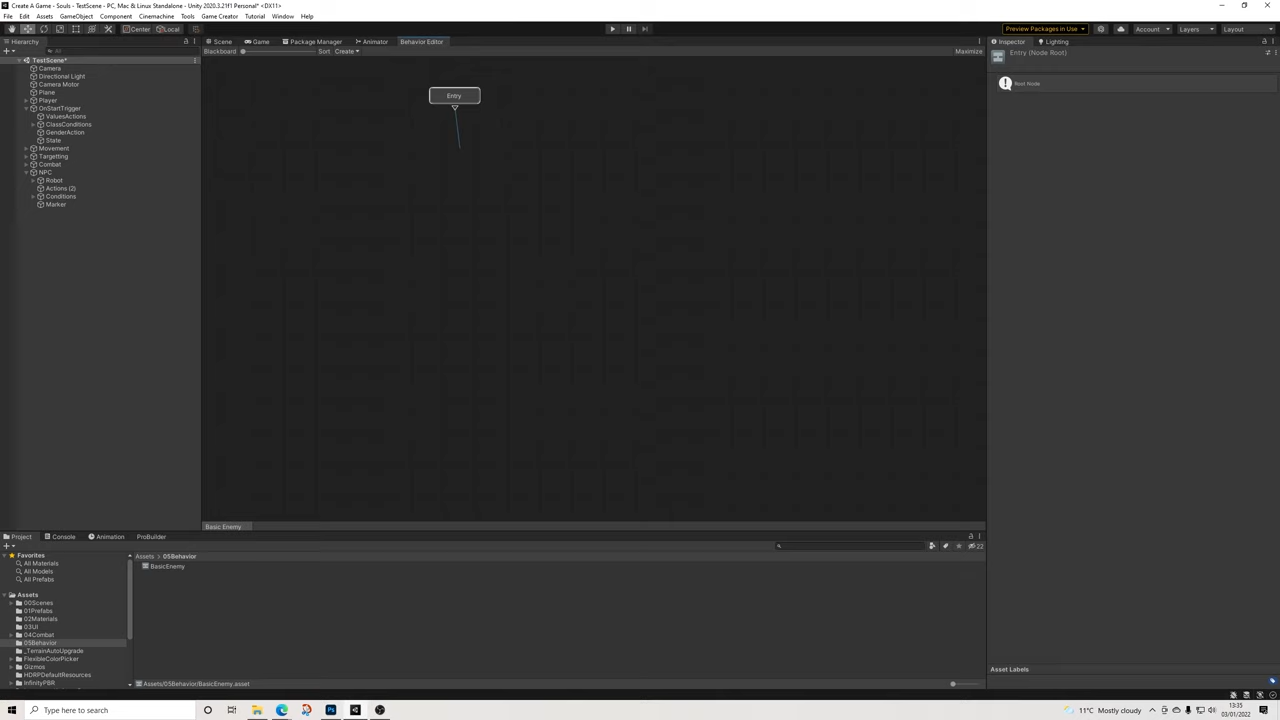 Create A Game - Souls - TestScene - PC, Mac & Linux Standalone - Unity 2020.3.21f1 Personal* <DX11>
File Edit Assets GameObject Component Cinemachine Tools Game Creator Tutorial Window Help
Center Local
Preview Packages in Use
Account Layers Layout
Hierarchy
Scene Game Package Manager Animator Behavior Editor
Inspector Lighting
All
Blackboard Sort Create Maximize
Entry (Node Root)
TestScene*
Camera
Directional Light
Camera Motor
Plane
Player
OnStartTrigger
ValuesActions
ClassConditions
GenderAction
State
Movement
Targetting
Combat
NPC
Robot
Actions (2)
Conditions
Marker
Entry
Root Node
Basic Enemy
Project Console Animation ProBuilder
22
Favorites
All Materials
All Models
All Prefabs
Assets
00Scenes
01Prefabs
02Materials
03UI
04Combat
05Behavior
_TerrainAutoUpgrade
FlexibleColorPicker
Gizmos
HDRPDefaultResources
InfinityPBR
Assets > 05Behavior
BasicEnemy
Assets/05Behavior/BasicEnemy.asset
Asset Labels
Type here to search
11°C Mostly cloudy
13:35
03/01/2022